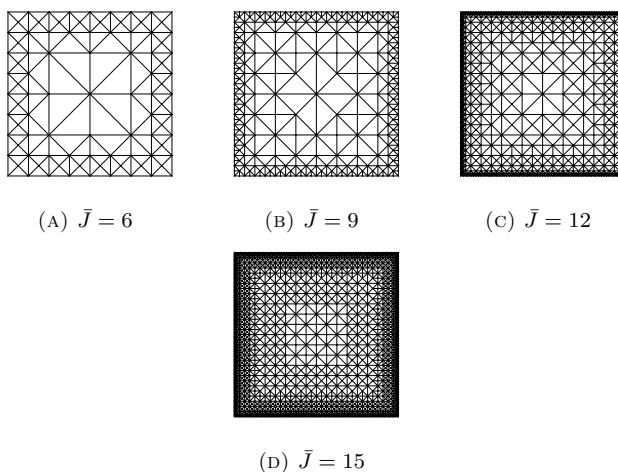 (A) J̄ = 6
(B) J̄ = 9
(C) J̄ = 12
(D) J̄ = 15